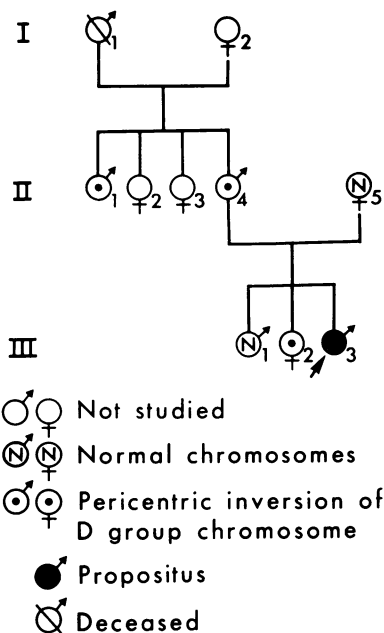 I
1 2
II
1 2 3 4 N 5
N 1 2 3
III
Not studied
N N Normal chromosomes
Pericentric inversion of
D group chromosome
Propositus
Deceased